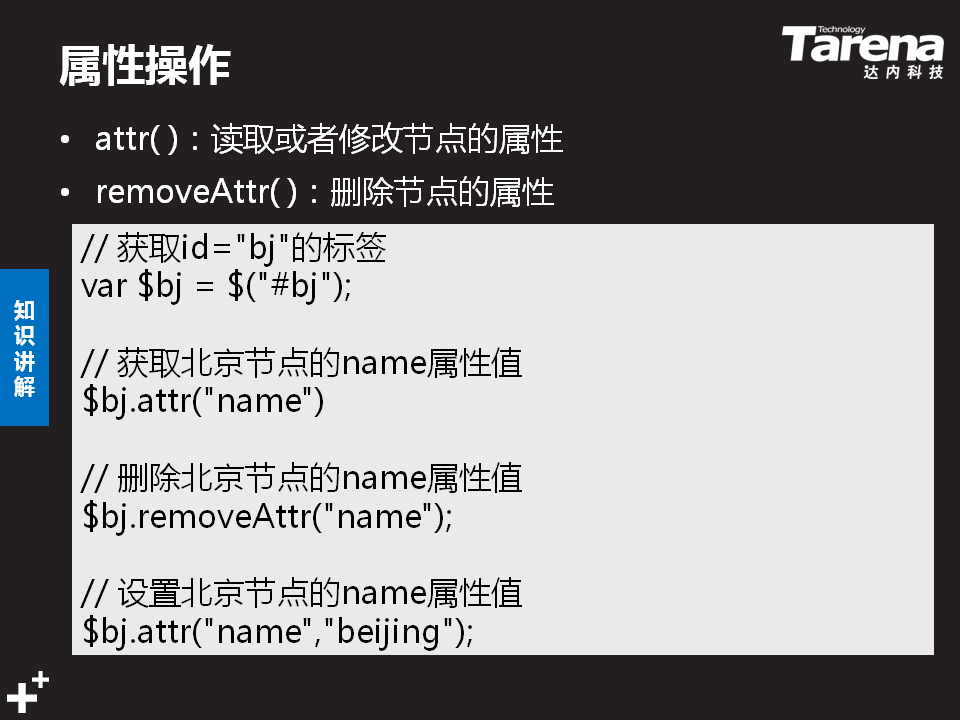 Technology
Tarena
达内科技
属性操作
• attr( )：读取或者修改节点的属性
• removeAttr( )：删除节点的属性
知识讲解
// 获取id="bj"的标签
var $bj = $("#bj");
// 获取北京节点的name属性值
$bj.attr("name")
// 删除北京节点的name属性值
$bj.removeAttr("name");
// 设置北京节点的name属性值
$bj.attr("name","beijing");